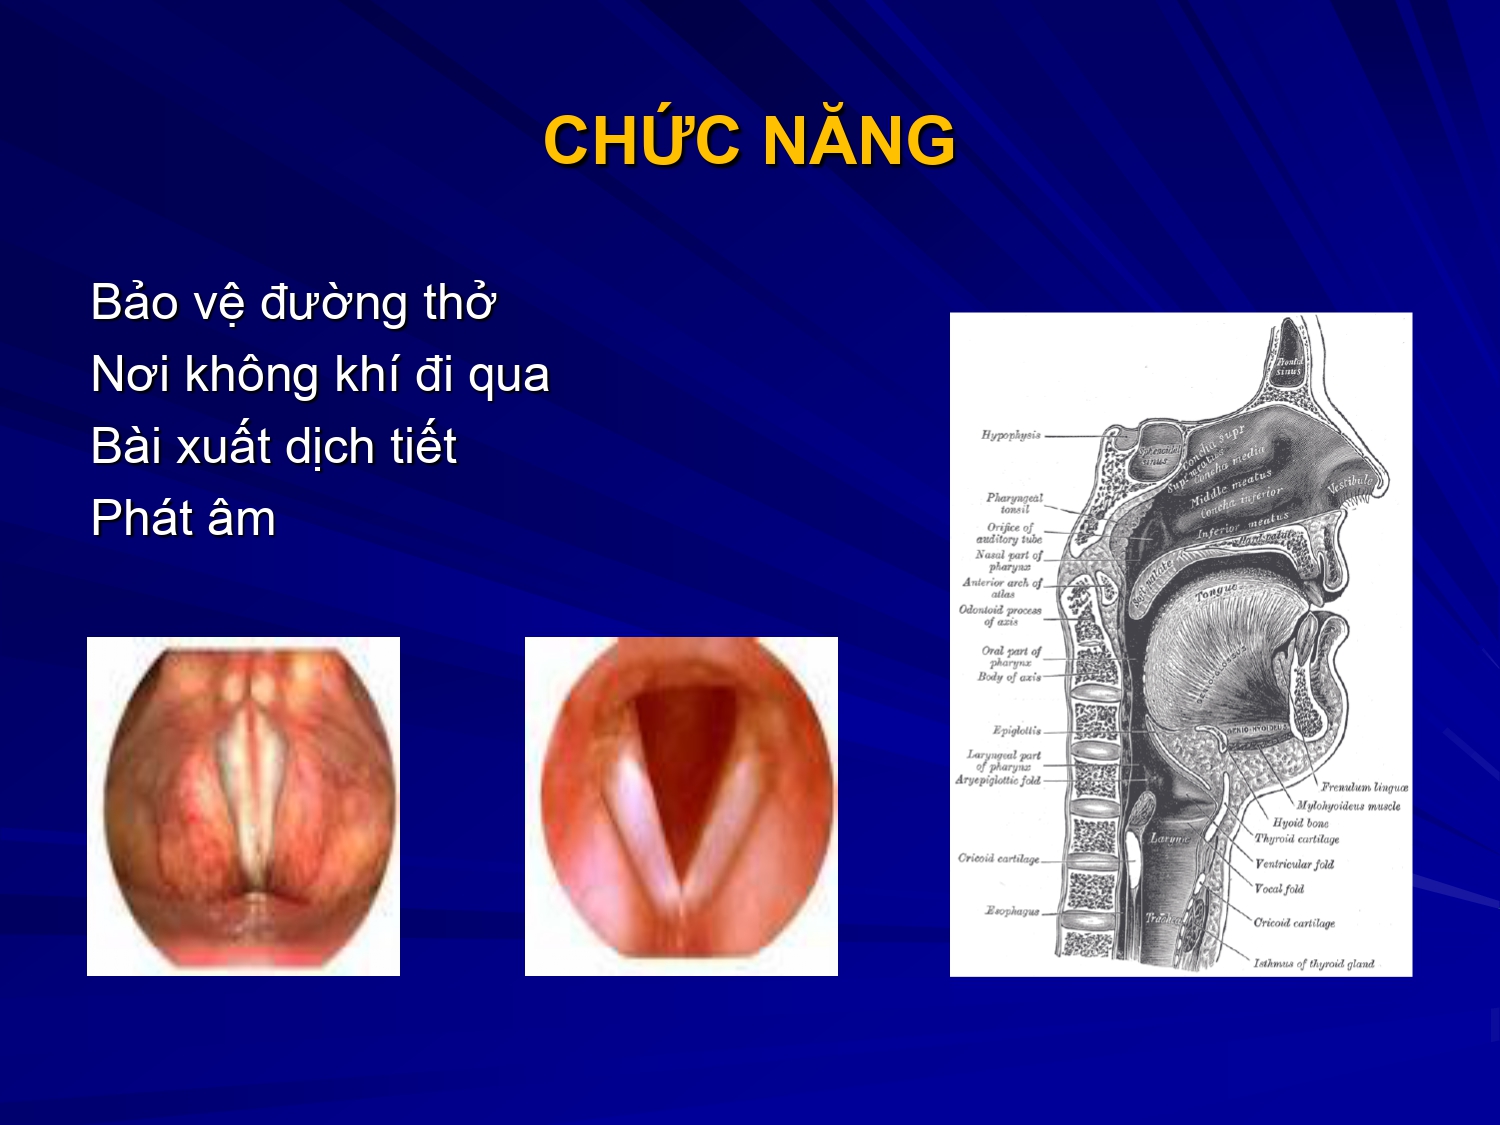 CHỨC NĂNG
Bảo vệ đường thở
Nơi không khí đi qua
Bài xuất dịch tiết
Phát âm
Frontal
sinus
Hypophysis
Sphenoidal
sinus
Concha supr
Supr meatus
Concha media
Middle meatus
Concha inferior
Inferior meatus
Vestibule
Pharyngeal
tonsil
Orifice of
auditory tube
Nasal part of
pharynx
Hard palate
Soft palate
Anterior arch of
atlas
Tongue
Odontoid process
of axis
Oral part of
pharynx
Body of axis
GENIOGLOSSUS
Epiglottis
GENIO-HYOIDEUS
Laryngeal part
of pharynx
Aryepiglottic fold
Frenulum linguæ
Mylohyoideus muscle
Hyoid bone
Larynx
Thyroid cartilage
Cricoid cartilage
Ventricular fold
Vocal fold
Esophagus
Trachea
Cricoid cartilage
Isthmus of thyroid gland